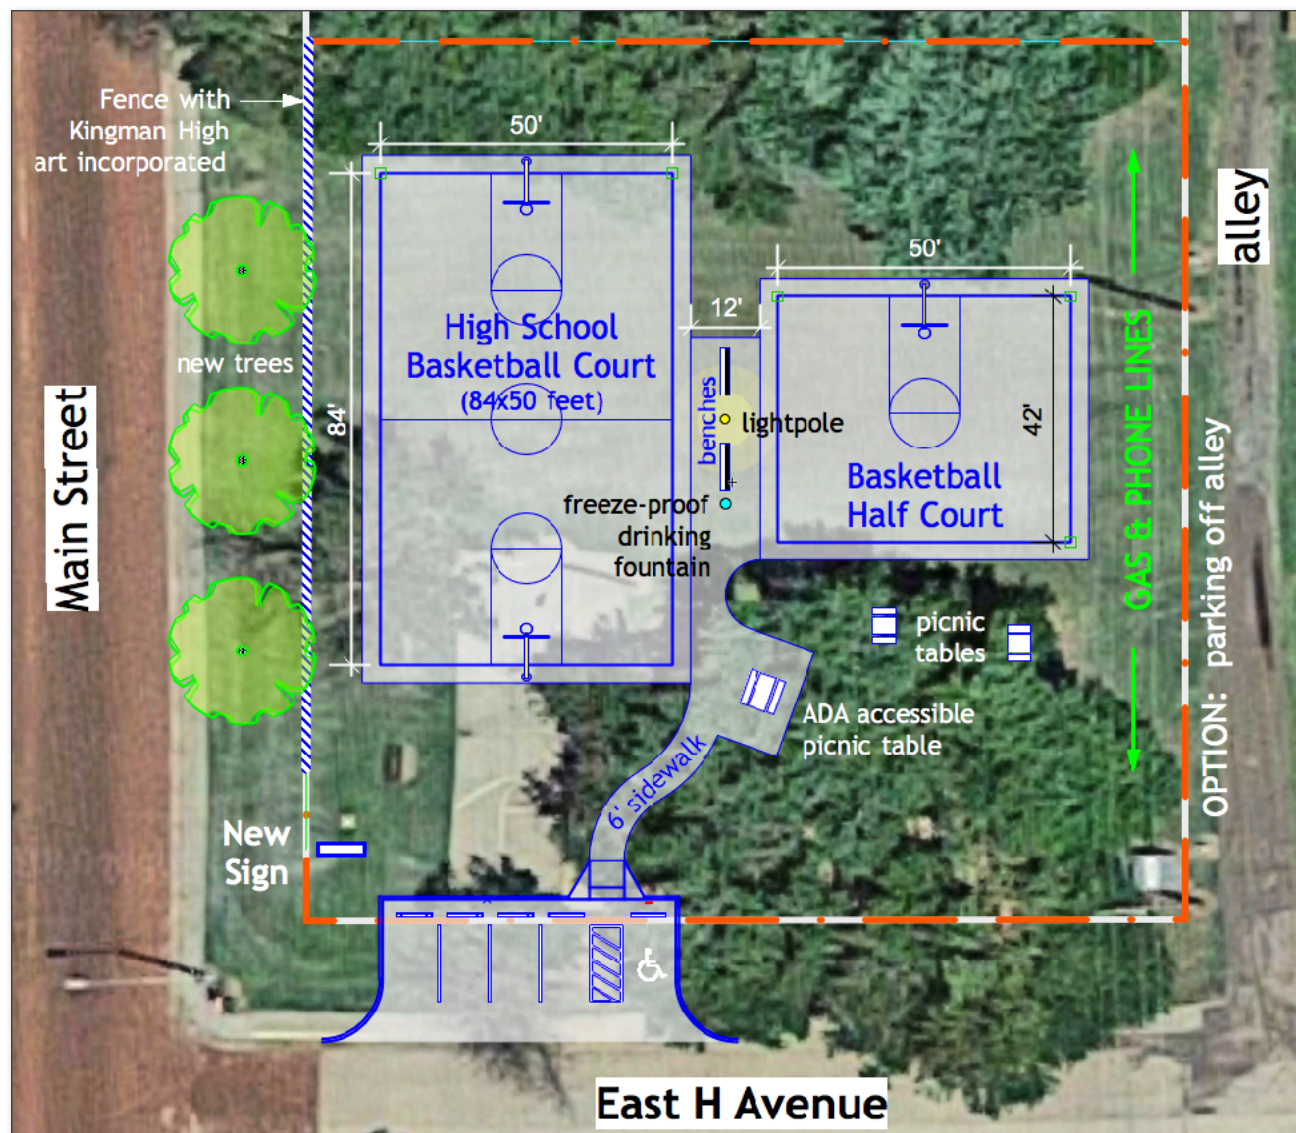 Fence with
Kingman High
art incorporated
50'
alley
50'
12'
High School
Basketball Court
(84x50 feet)
new trees
84'
benches
lightpole
42'
Main Street
Basketball
Half Court
freeze-proof
drinking
fountain
GAS & PHONE LINES
OPTION: parking off alley
picnic
tables
ADA accessible
picnic table
6' sidewalk
New
Sign
East H Avenue